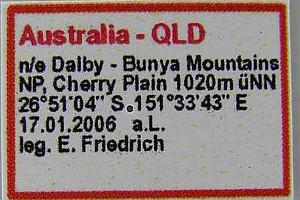 Australia - QLD
n/e Dalby - Bunya Mountains
NP, Cherry Plain 1020m üNN
26°51'04" S.151°33'43" E
17.01.2006 a.L.
leg. E. Friedrich